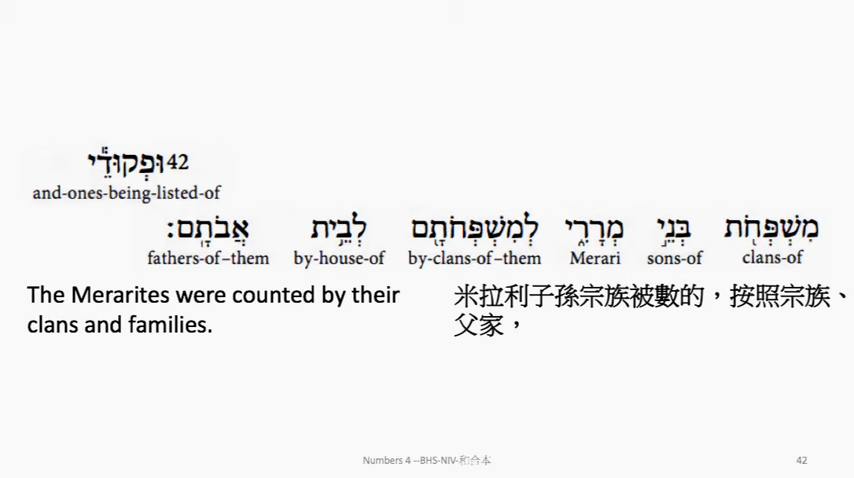 42 וּפְקוּדֵ֕י
and-ones-being-listed-of
מִשְׁפְּחֹ֖ת בְּנֵ֣י מְרָרִ֑י לְמִשְׁפְּחֹתָ֖ם לְבֵ֥ית אֲבֹתָֽם׃
fathers-of–them by-house-of by-clans-of–them Merari sons-of clans-of
The Merarites were counted by their
clans and families.
米拉利子孫宗族被數的，按照宗族、
父家，
Numbers 4 --BHS-NIV-和合本
42